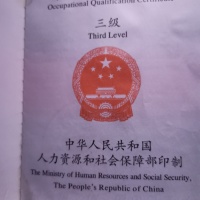 Occupational Qualification Certificate
三級
Third Level
中华人民共和国
人力资源和社会保障部印制
The Ministry of Human Resources and Social Security,
The People's Republic of China